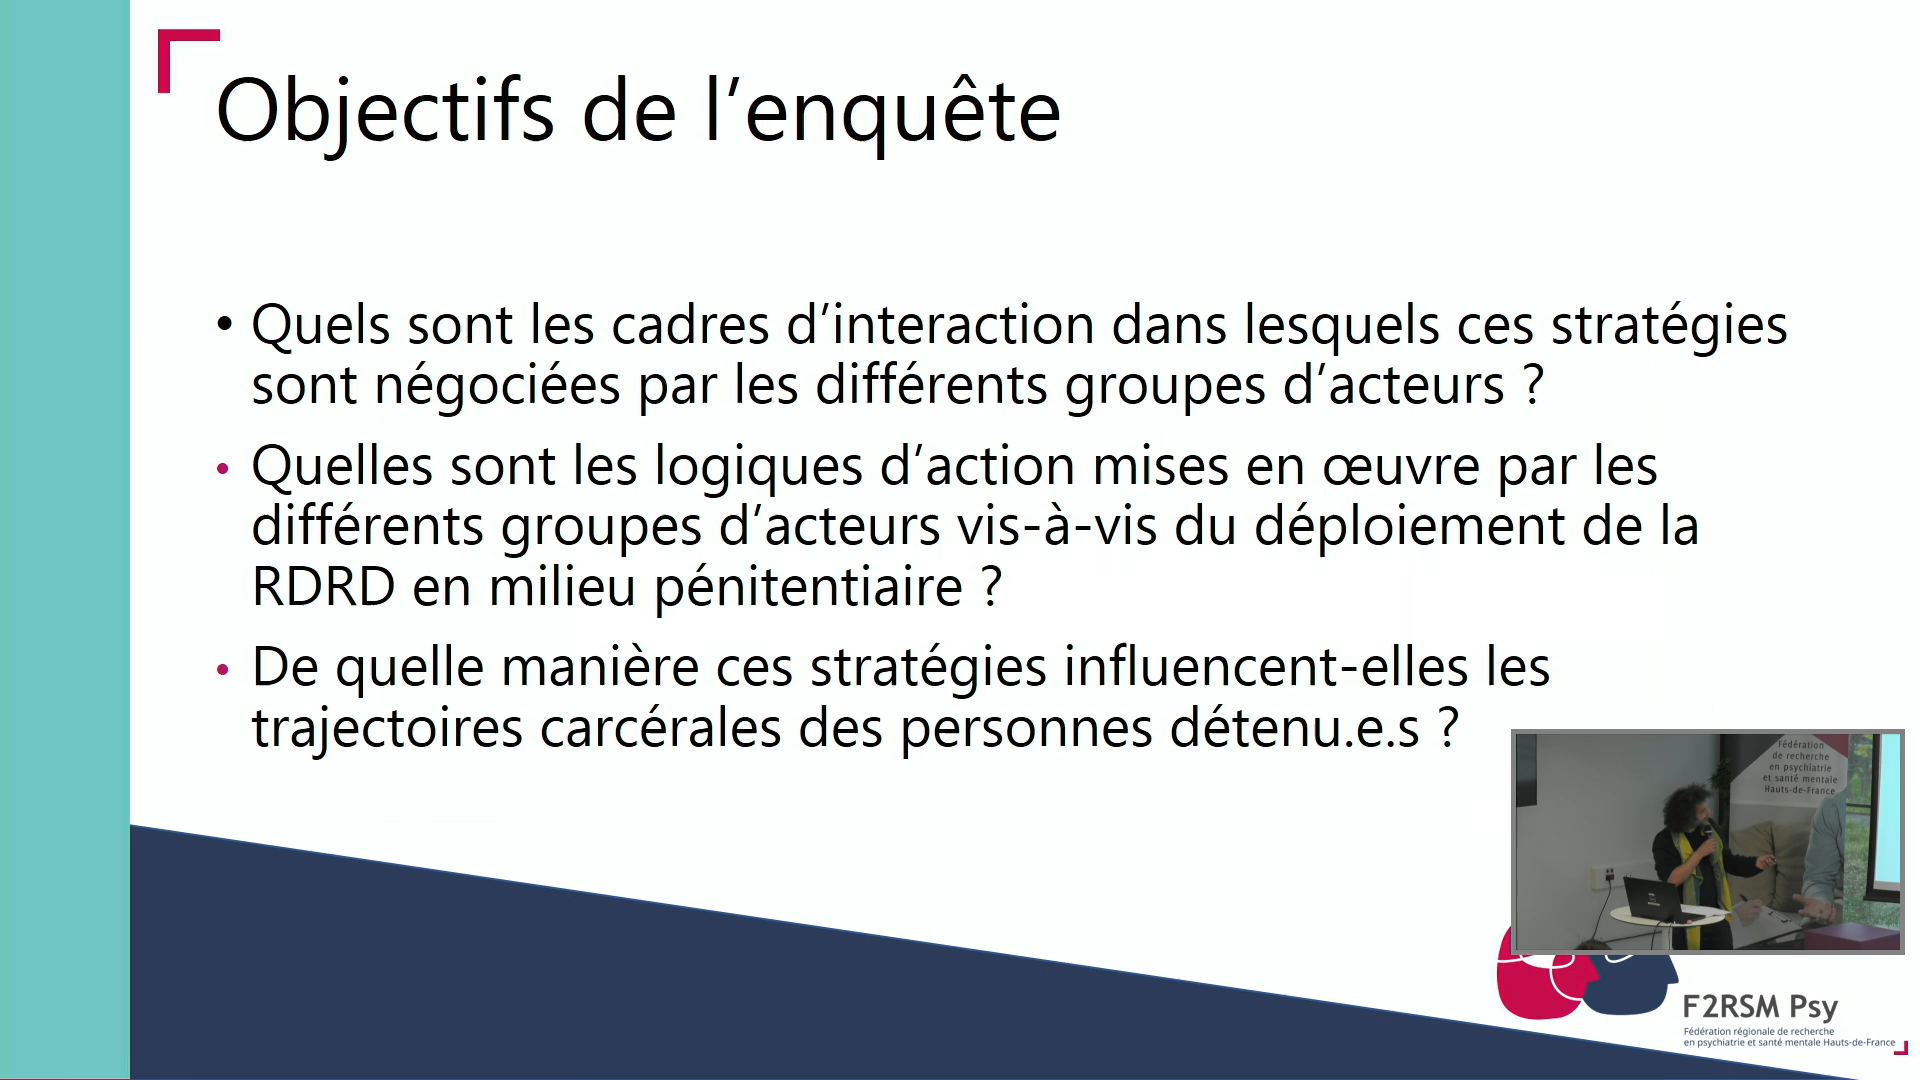 Objectifs de l’enquête
• Quels sont les cadres d’interaction dans lesquels ces stratégies
sont négociées par les différents groupes d’acteurs ?
• Quelles sont les logiques d’action mises en œuvre par les
différents groupes d’acteurs vis-à-vis du déploiement de la
RDRD en milieu pénitentiaire ?
• De quelle manière ces stratégies influencent-elles les
trajectoires carcérales des personnes détenu.e.s ?
Fédération
de recherche
en psychiatrie
et santé mentale
Hauts-de-France
F2RSM Psy
Fédération régionale de recherche
en psychiatrie et santé mentale Hauts-de-France